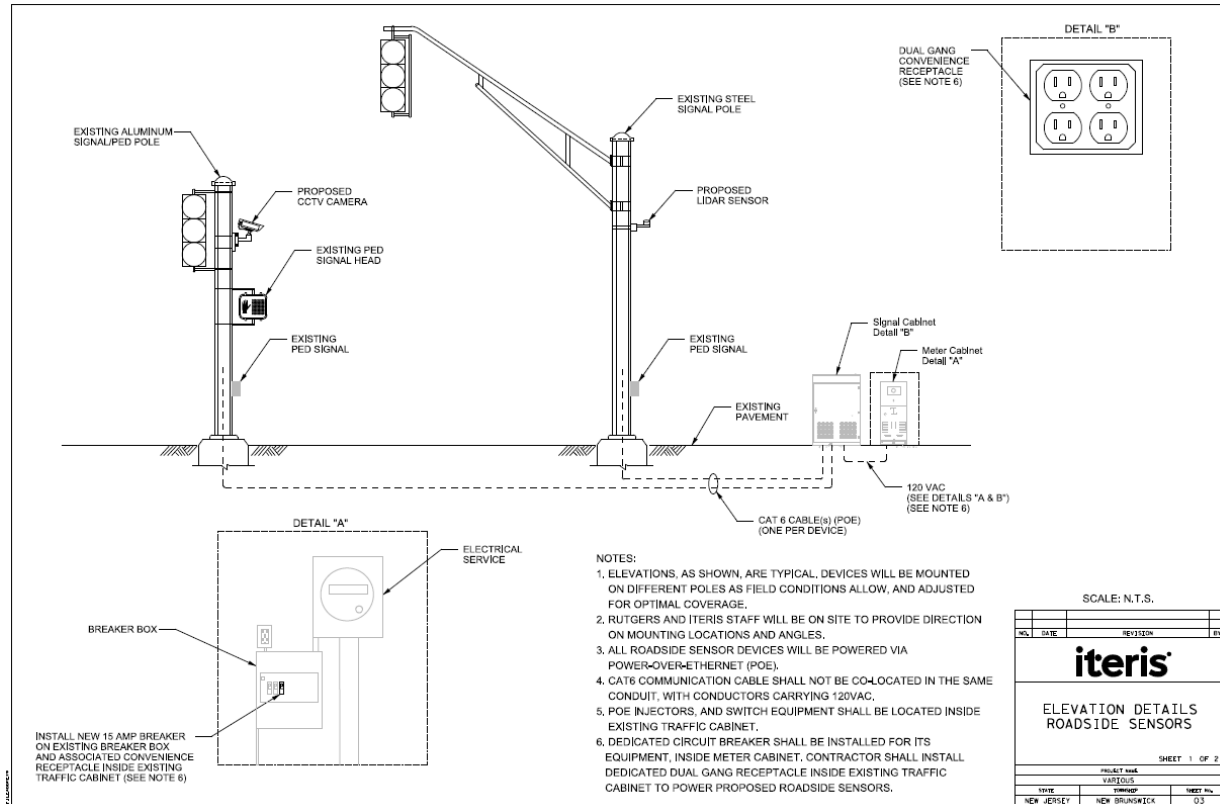 DETAIL "B"
DUAL GANG
CONVENIENCE
RECEPTACLE
(SEE NOTE 6)
EXISTING STEEL
SIGNAL POLE
EXISTING ALUMINUM
SIGNAL/PED POLE
PROPOSED
CCTV CAMERA
PROPOSED
LIDAR SENSOR
EXISTING PED
SIGNAL HEAD
EXISTING
PED SIGNAL
EXISTING
PED SIGNAL
Signal Cabinet
Detail "B"
Meter Cabinet
Detail "A"
EXISTING
PAVEMENT
120 VAC
(SEE DETAILS "A & B")
(SEE NOTE 6)
CAT 6 CABLE(s) (POE)
(ONE PER DEVICE)
DETAIL "A"
ELECTRICAL
SERVICE
BREAKER BOX
INSTALL NEW 15 AMP BREAKER
ON EXISTING BREAKER BOX
AND ASSOCIATED CONVENIENCE
RECEPTACLE INSIDE EXISTING
TRAFFIC CABINET (SEE NOTE 6)
NOTES:
1. ELEVATIONS, AS SHOWN, ARE TYPICAL, DEVICES WILL BE MOUNTED
ON DIFFERENT POLES AS FIELD CONDITIONS ALLOW, AND ADJUSTED
FOR OPTIMAL COVERAGE.
2. RUTGERS AND ITERIS STAFF WILL BE ON SITE TO PROVIDE DIRECTION
ON MOUNTING LOCATIONS AND ANGLES.
3. ALL ROADSIDE SENSOR DEVICES WILL BE POWERED VIA
POWER-OVER-ETHERNET (POE).
4. CAT6 COMMUNICATION CABLE SHALL NOT BE CO-LOCATED IN THE SAME
CONDUIT, WITH CONDUCTORS CARRYING 120VAC.
5. POE INJECTORS, AND SWITCH EQUIPMENT SHALL BE LOCATED INSIDE
EXISTING TRAFFIC CABINET.
6. DEDICATED CIRCUIT BREAKER SHALL BE INSTALLED FOR ITS
EQUIPMENT, INSIDE METER CABINET. CONTRACTOR SHALL INSTALL
DEDICATED DUAL GANG RECEPTACLE INSIDE EXISTING TRAFFIC
CABINET TO POWER PROPOSED ROADSIDE SENSORS.
SCALE: N.T.S.
NO. DATE REVISION
iteris
ELEVATION DETAILS
ROADSIDE SENSORS
SHEET 1 OF 2
PROJECT NAME
VARIOUS
STATE TOWNSHIP SHEET No.
NEW JERSEY NEW BRUNSWICK 03